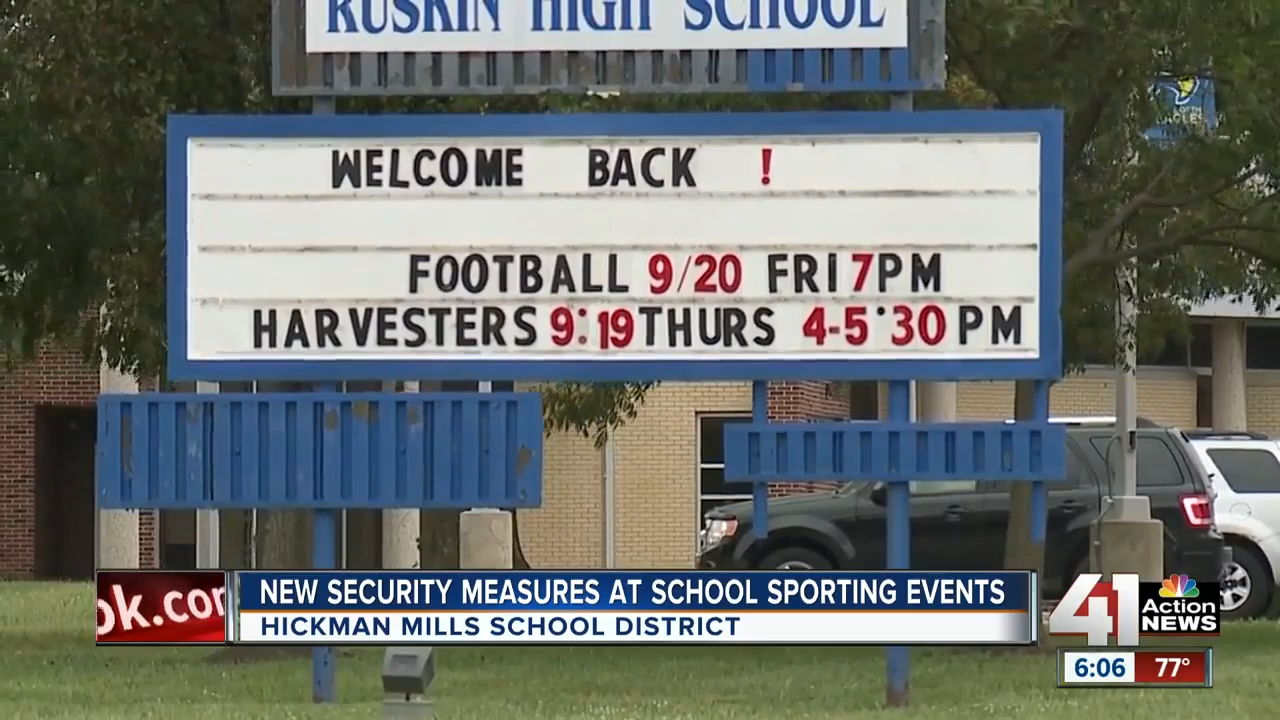 RUSKIN HIGH SCHOOL
WELCOME BACK !
FOOTBALL 9/20 FRI 7PM
HARVESTERS 9:19 THURS 4-5:30 PM
ok.com
NEW SECURITY MEASURES AT SCHOOL SPORTING EVENTS
HICKMAN MILLS SCHOOL DISTRICT
41 Action NEWS
6:06 77°